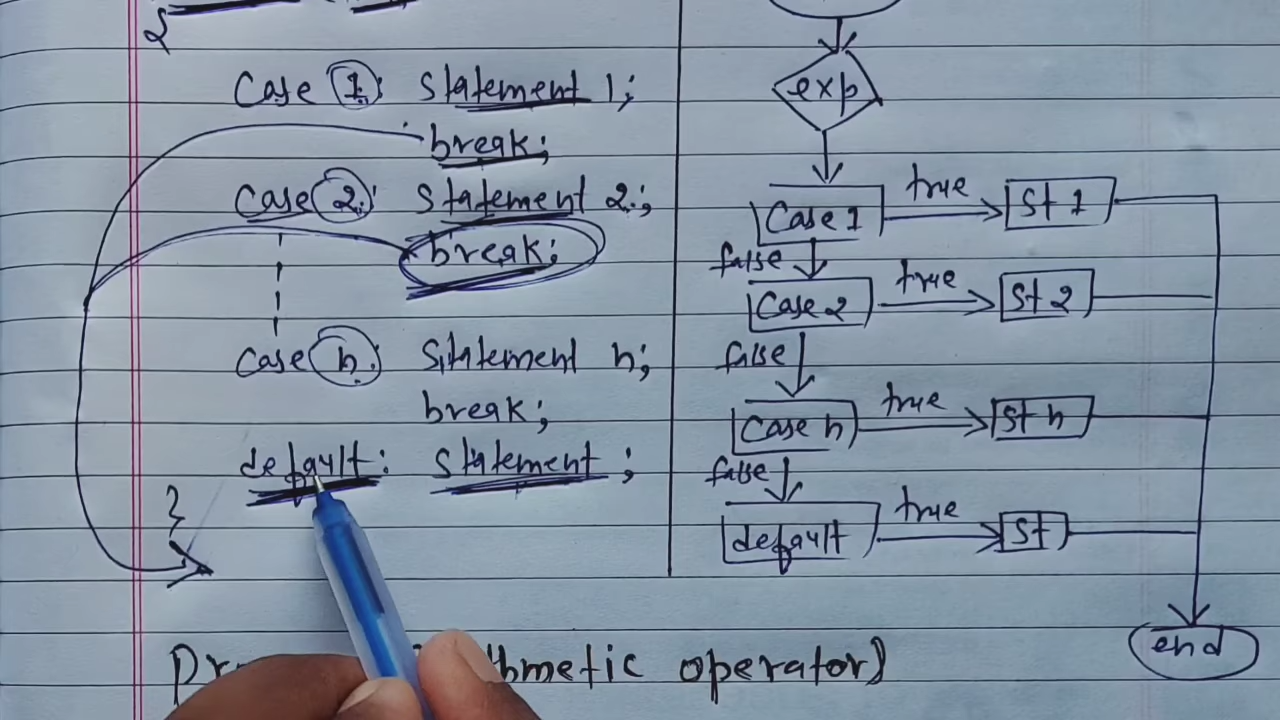 {
Case 1: statement 1;
break;
Case 2: statement 2;
break;
Case n: statement n;
break;
default: statement ;
}
exp
Case 1
true
St 1
false
Case 2
true
St 2
false
Case n
true
St n
false
default
true
St
end
operator)